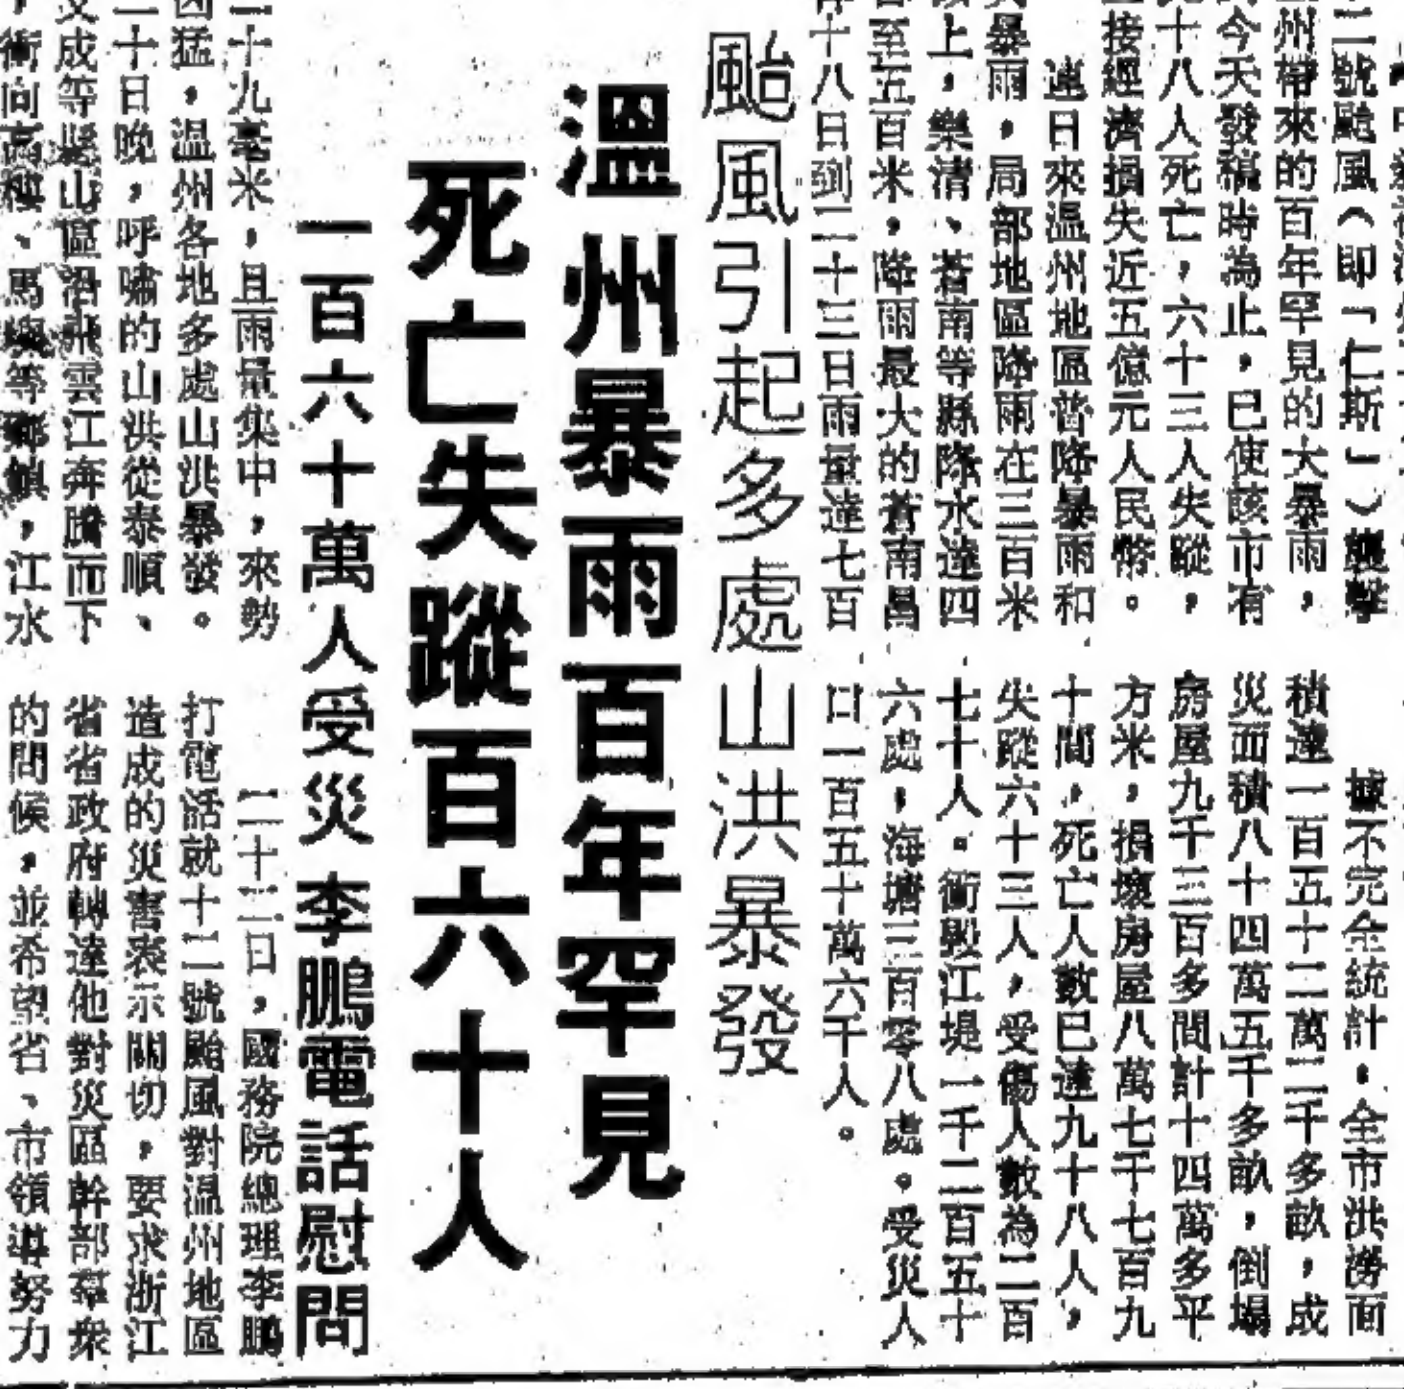 颱風引起多處山洪暴發
溫州暴雨百年罕見
死亡失蹤百六十人
一百六十萬人受災 李鵬電話慰問
二號颱風（即「仁斯」）襲擊
州帶來的百年罕見的大暴雨，
今天發稿時為止，已使該市有
十八人死亡，六十三人失蹤，
接經濟損失近五億元人民幣。
連日來溫州地區普降暴雨和
暴雨，局部地區降雨在三百米
上，樂清、蒼南等縣降水達四
至五百米，降雨最大的蒼南昌
十八日到二十三日雨量達七百
二十九毫米，且雨量集中，來勢
猛，溫州各地多處山洪暴發。
二十日晚，呼嘯的山洪從泰順、
成等縣山區沿飛雲江奔騰而下
，衝向高樓、馬嶼等鄉鎮，江水
據不完全統計，全市洪澇面
積達一百五十二萬三千多畝，成
災面積八十四萬五千多畝，倒塌
房屋九千三百多間計十四萬多平
方米，損壞房屋八萬七千七百九
十間，死亡人數已達九十八人，
失蹤六十三人，受傷人數為二百
七十人。衝毀江堤一千二百五十
六處，海塘三百零八處。受災人
口一百五十萬六千人。
二十三日，國務院總理李鵬
打電話就十二號颱風對溫州地區
造成的災害表示關切，要求浙江
省省政府轉達他對災區幹部羣衆
的問候，並希望省、市領導努力